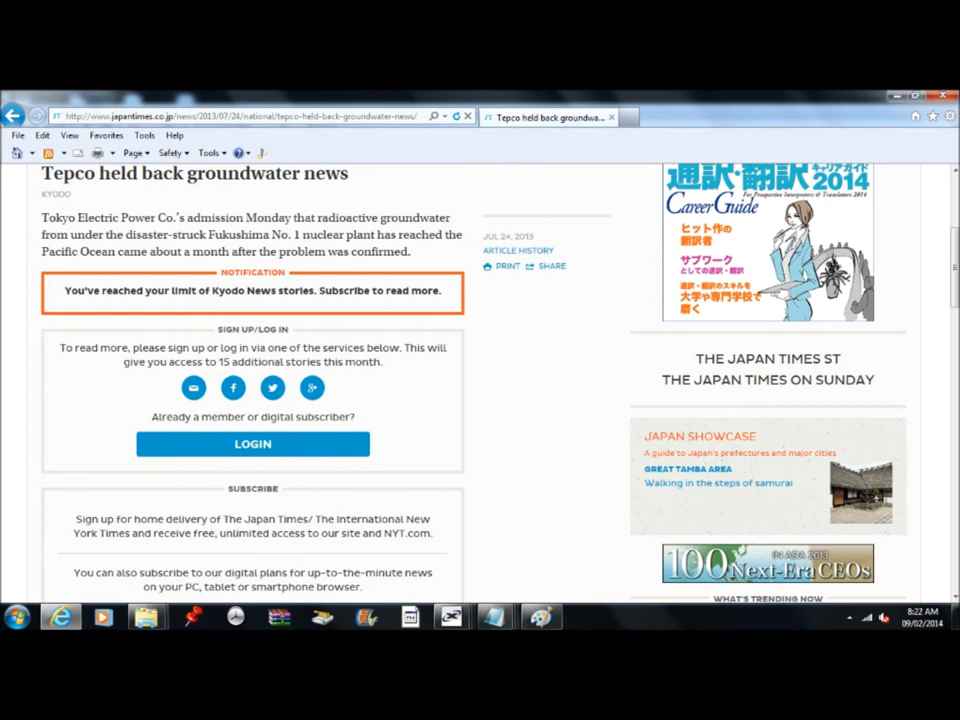 http://www.japantimes.co.jp/news/2013/07/24/national/tepco-held-back-groundwater-news/
JT Tepco held back groundwa...
File Edit View Favorites Tools Help
Page Safety Tools
Tepco held back groundwater news
KYODO
Tokyo Electric Power Co.'s admission Monday that radioactive groundwater
from under the disaster-struck Fukushima No. 1 nuclear plant has reached the
Pacific Ocean came about a month after the problem was confirmed.
NOTIFICATION
You've reached your limit of Kyodo News stories. Subscribe to read more.
SIGN UP/LOG IN
To read more, please sign up or log in via one of the services below. This will
give you access to 15 additional stories this month.
Already a member or digital subscriber?
LOGIN
SUBSCRIBE
Sign up for home delivery of The Japan Times/ The International New
York Times and receive free, unlimited access to our site and NYT.com.
You can also subscribe to our digital plans for up-to-the-minute news
on your PC, tablet or smartphone browser.
JUL 24, 2013
ARTICLE HISTORY
PRINT SHARE
通訳・翻訳 キャリアガイド 2014
Career Guide For Prospective Interpreters & Translators 2014
ヒット作の
翻訳者
サブワーク
としての通訳・翻訳
通訳・翻訳のスキルを
大学や専門学校で
磨く
THE JAPAN TIMES ST
THE JAPAN TIMES ON SUNDAY
JAPAN SHOWCASE
A guide to Japan's prefectures and major cities
GREAT TAMBA AREA
Walking in the steps of samurai
100 Next-Era CEOs IN ASIA 2013
WHAT'S TRENDING NOW
8:22 AM
09/02/2014